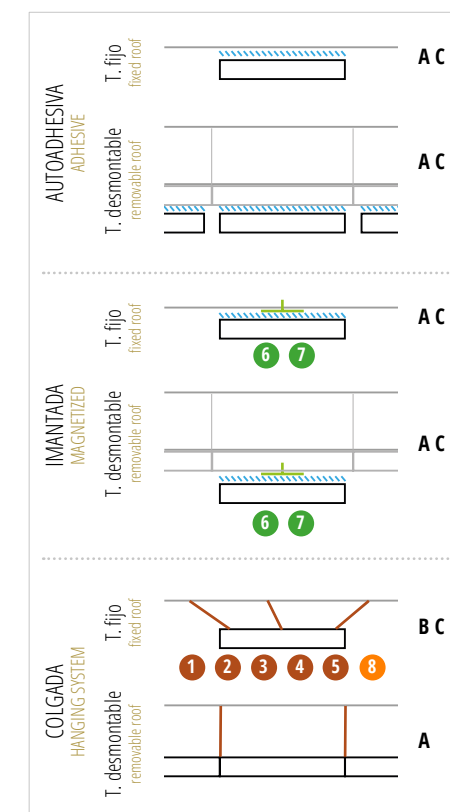 AUTOADHESIVA
ADHESIVE
T. fijo
fixed roof
A C
T. desmontable
removable roof
A C
IMANTADA
MAGNETIZED
T. fijo
fixed roof
A C
6 7
T. desmontable
removable roof
A C
6 7
COLGADA
HANGING SYSTEM
T. fijo
fixed roof
B C
1 2 3 4 5 8
T. desmontable
removable roof
A